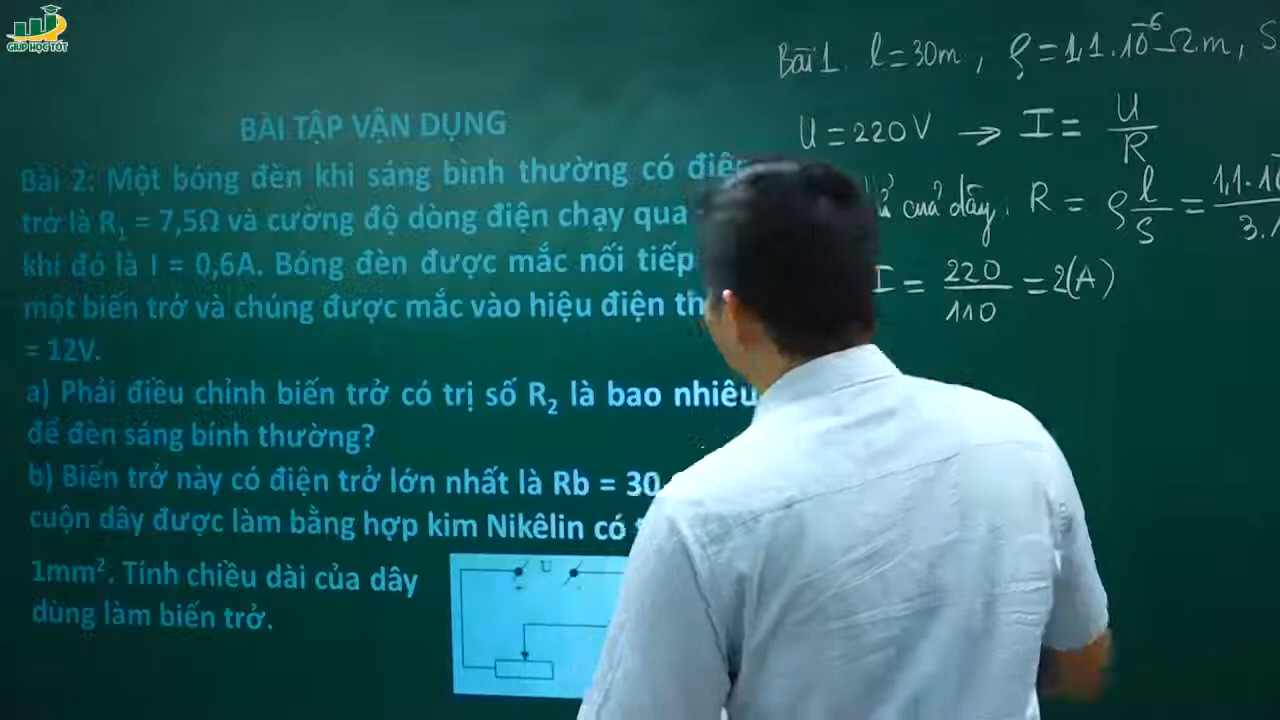 GIÚP HỌC TỐT
BÀI TẬP VẬN DỤNG
Bài 2: Một bóng đèn khi sáng bình thường có điện
trở là R₁ = 7,5Ω và cường độ dòng điện chạy qua
khi đó là I = 0,6A. Bóng đèn được mắc nối tiếp
một biến trở và chúng được mắc vào hiệu điện
= 12V.
a) Phải điều chỉnh biến trở có trị số R₂ là bao nhiêu
để đèn sáng bính thường?
b) Biến trở này có điện trở lớn nhất là Rb = 30
cuộn dây được làm bằng hợp kim Nikêlin có
1mm². Tính chiều dài của dây
dùng làm biến trở.
U
Bài 1. l = 30m, ρ = 1,1.10⁻⁶ Ω.m, S
U = 220V → I = U/R
của dây: R = ρ l/S = 1,1.10 / 3.
I = 220/110 = 2(A)